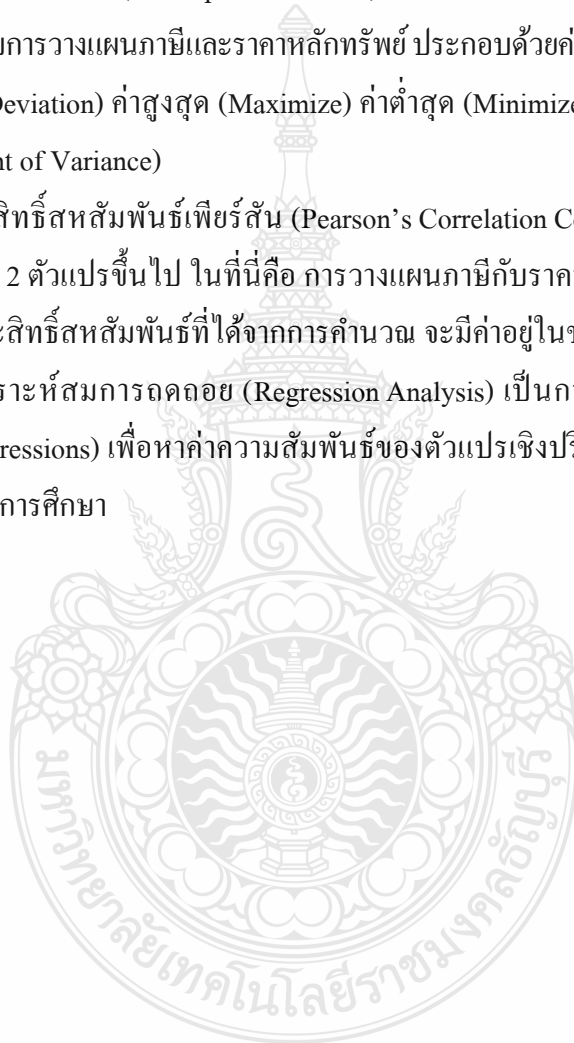 การวางแผนภาษีและราคาหลักทรัพย์ ประกอบด้วยค่
Deviation) ค่าสูงสุด (Maximize) ค่าต่ำสุด (Minimize
nt of Variance)
สิทธิ์สหสัมพันธ์เพียร์สัน (Pearson's Correlation Co
2 ตัวแปรขึ้นไป ในที่นี้คือ การวางแผนภาษีกับราคา
ะสิทธิ์สหสัมพันธ์ที่ได้จากการคำนวณ จะมีค่าอยู่ใน
ราะห์สมการถดถอย (Regression Analysis) เป็นกา
ressions) เพื่อหาค่าความสัมพันธ์ของตัวแปรเชิงปริ
การศึกษา
มหาวิทยาลัยเทคโนโลยีราชมงคลธัญบุรี